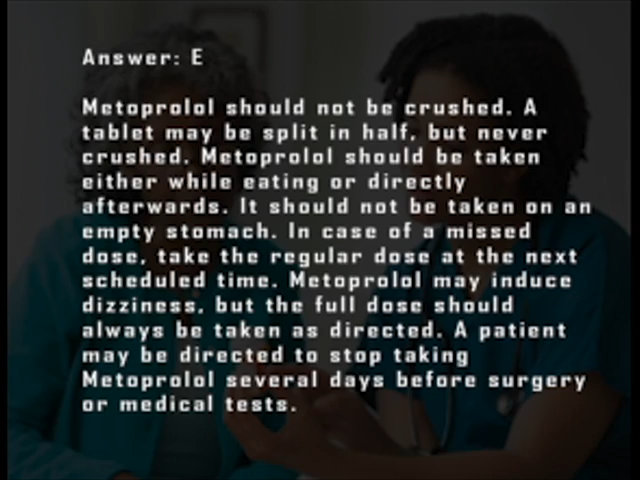 Answer: E
Metoprolol should not be crushed. A
tablet may be split in half, but never
crushed. Metoprolol should be taken
either while eating or directly
afterwards. It should not be taken on an
empty stomach. In case of a missed
dose, take the regular dose at the next
scheduled time. Metoprolol may induce
dizziness, but the full dose should
always be taken as directed. A patient
may be directed to stop taking
Metoprolol several days before surgery
or medical tests.